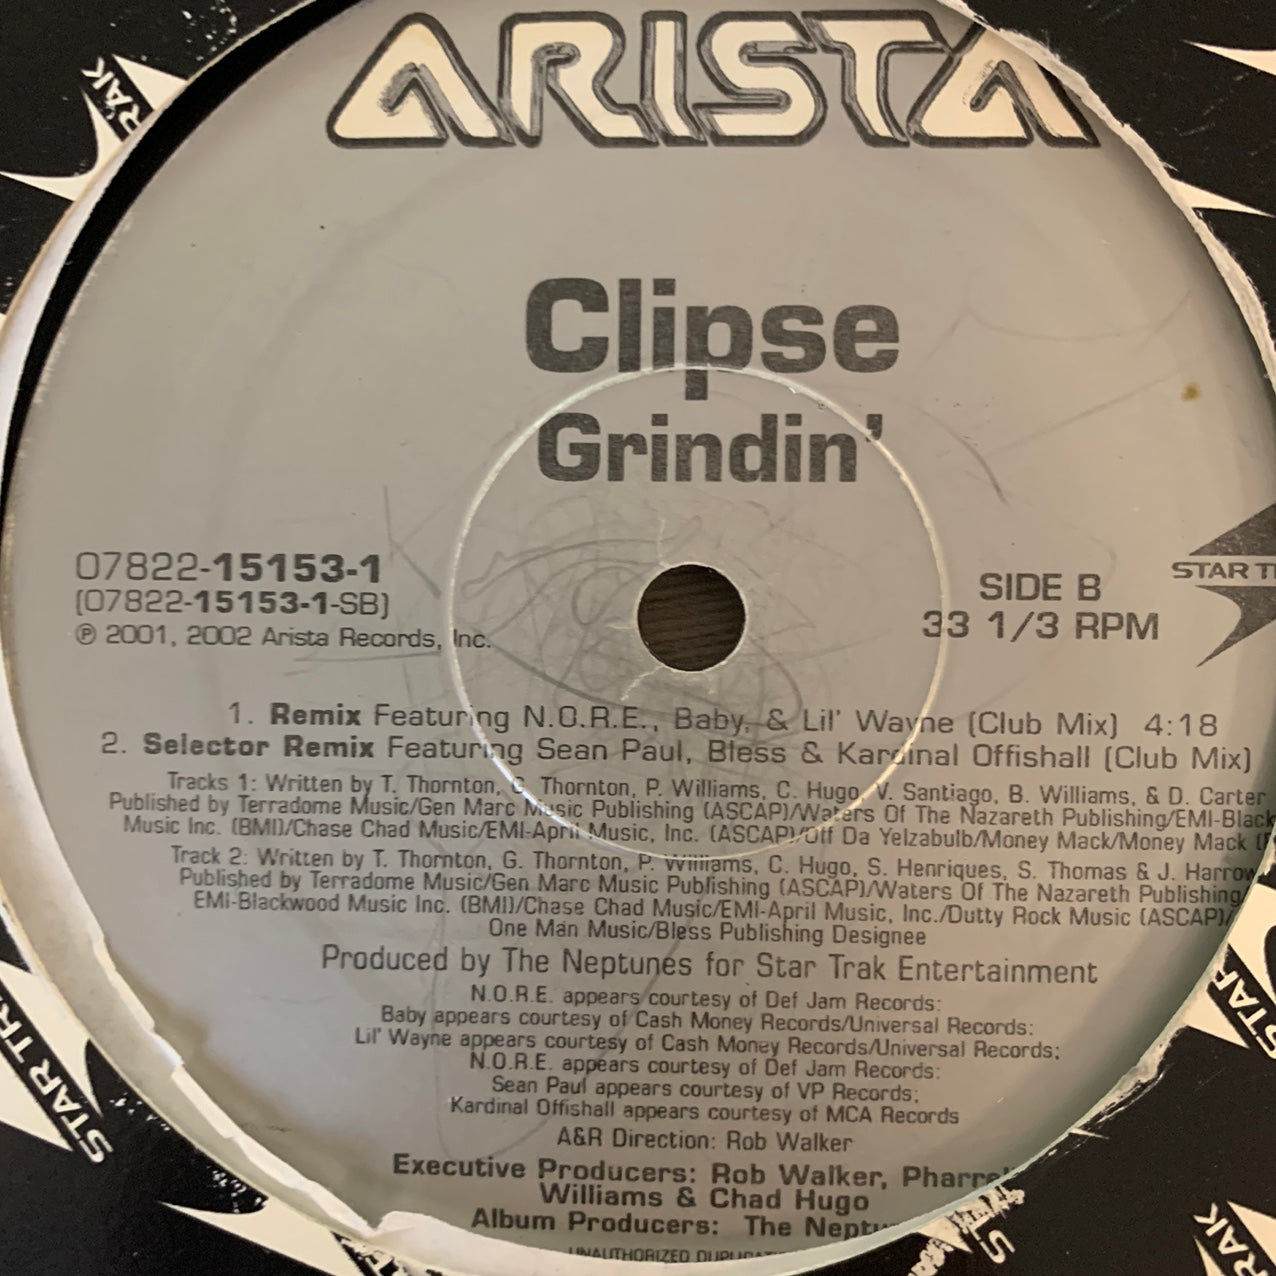 ARISTA
Clipse
Grindin'
07822-15153-1
(07822-15153-1-SB)
℗ 2001, 2002 Arista Records, Inc.
SIDE B
33 1/3 RPM
STAR
1. Remix Featuring N.O.R.E., Baby, & Lil' Wayne (Club Mix) 4:18
2. Selector Remix Featuring Sean Paul, Bless & Kardinal Offishall (Club Mix)
Tracks 1: Written by T. Thornton, G. Thornton, P. Williams, C. Hugo, V. Santiago, B. Williams, & D. Carter
Published by Terradome Music/Gen Marc Music Publishing (ASCAP)/Waters Of The Nazareth Publishing/EMI-Black
Music Inc. (BMI)/Chase Chad Music/EMI-April Music, Inc. (ASCAP)/Off Da Yelzabulb/Money Mack/Money Mack
Track 2: Written by T. Thornton, G. Thornton, P. Williams, C. Hugo, S. Henriques, S. Thomas & J. Harrow
Published by Terradome Music/Gen Marc Music Publishing (ASCAP)/Waters Of The Nazareth Publishing/
EMI-Blackwood Music Inc. (BMI)/Chase Chad Music/EMI-April Music, Inc./Dutty Rock Music (ASCAP)/
One Man Music/Bless Publishing Designee
Produced by The Neptunes for Star Trak Entertainment
N.O.R.E. appears courtesy of Def Jam Records:
Baby appears courtesy of Cash Money Records/Universal Records:
Lil' Wayne appears courtesy of Cash Money Records/Universal Records;
N.O.R.E. appears courtesy of Def Jam Records:
Sean Paul appears courtesy of VP Records;
Kardinal Offishall appears courtesy of MCA Records
A&R Direction: Rob Walker
Executive Producers: Rob Walker, Pharre
Williams & Chad Hugo
Album Producers: The Neptu
UNAUTHORIZED DUPLICAT
RAK
STAR TR
STAR
ST
RAK